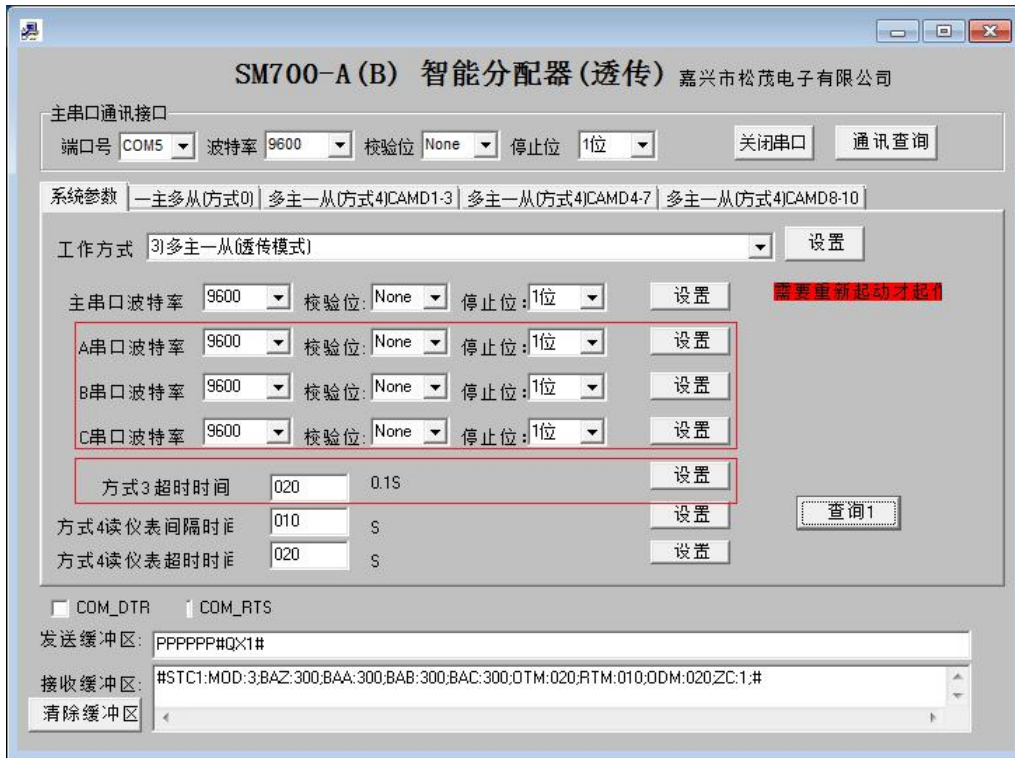 SM700-A(B) 智能分配器(透传) 嘉兴市松茂电子有限公司
主串口通讯接口
端口号 COM5 波特率 9600 校验位 None 停止位 1位 关闭串口 通讯查询
系统参数 一主多从(方式0) 多主一从(方式4)CAMD1-3 多主一从(方式4)CAMD4-7 多主一从(方式4)CAMD8-10
工作方式 3)多主一从(透传模式) 设置
主串口波特率 9600 校验位: None 停止位: 1位 设置 需要重新起动才起作
A串口波特率 9600 校验位: None 停止位: 1位 设置
B串口波特率 9600 校验位: None 停止位: 1位 设置
C串口波特率 9600 校验位: None 停止位: 1位 设置
方式3超时时间 020 0.1S 设置
方式4读仪表间隔时间 010 S 设置 查询1
方式4读仪表超时时间 020 S 设置
COM_DTR COM_RTS
发送缓冲区: PPPPPP#QX1#
接收缓冲区: #STC1:MOD:3;BAZ:300;BAA:300;BAB:300;BAC:300;OTM:020;RTM:010;ODM:020;ZC:1;#
清除缓冲区